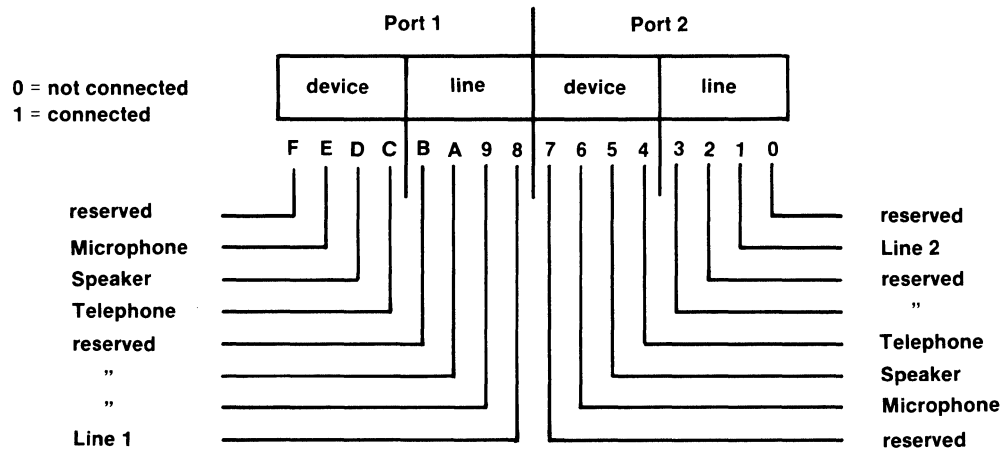 Port 1 Port 2
0 = not connected
1 = connected
device line device line
F E D C B A 9 8 7 6 5 4 3 2 1 0
reserved reserved
Microphone Line 2
Speaker reserved
Telephone ”
reserved Telephone
” Speaker
” Microphone
Line 1 reserved